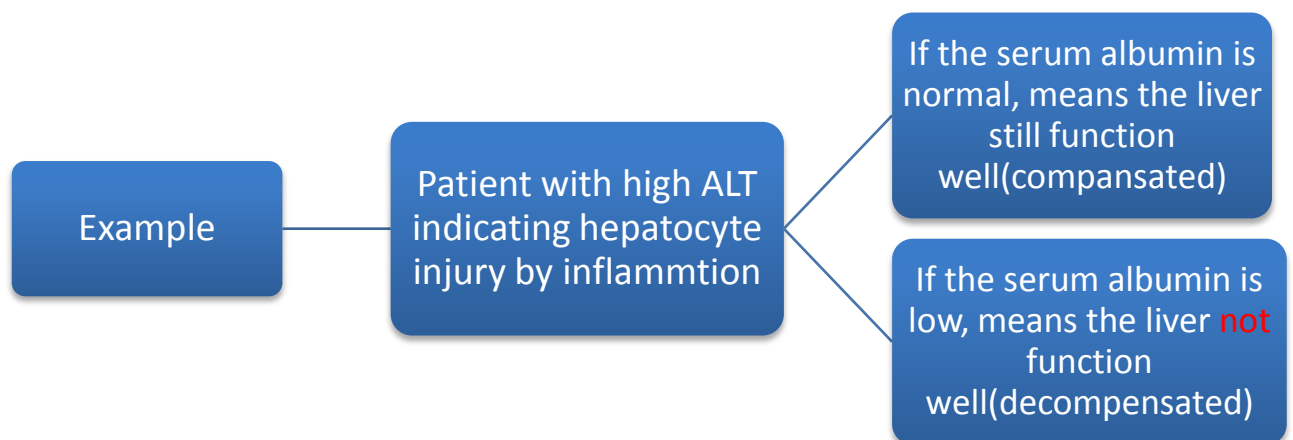 Example
Patient with high ALT
indicating hepatocyte
injury by inflammtion
If the serum albumin is
normal, means the liver
still function
well(compansated)
If the serum albumin is
low, means the liver not
function
well(decompensated)